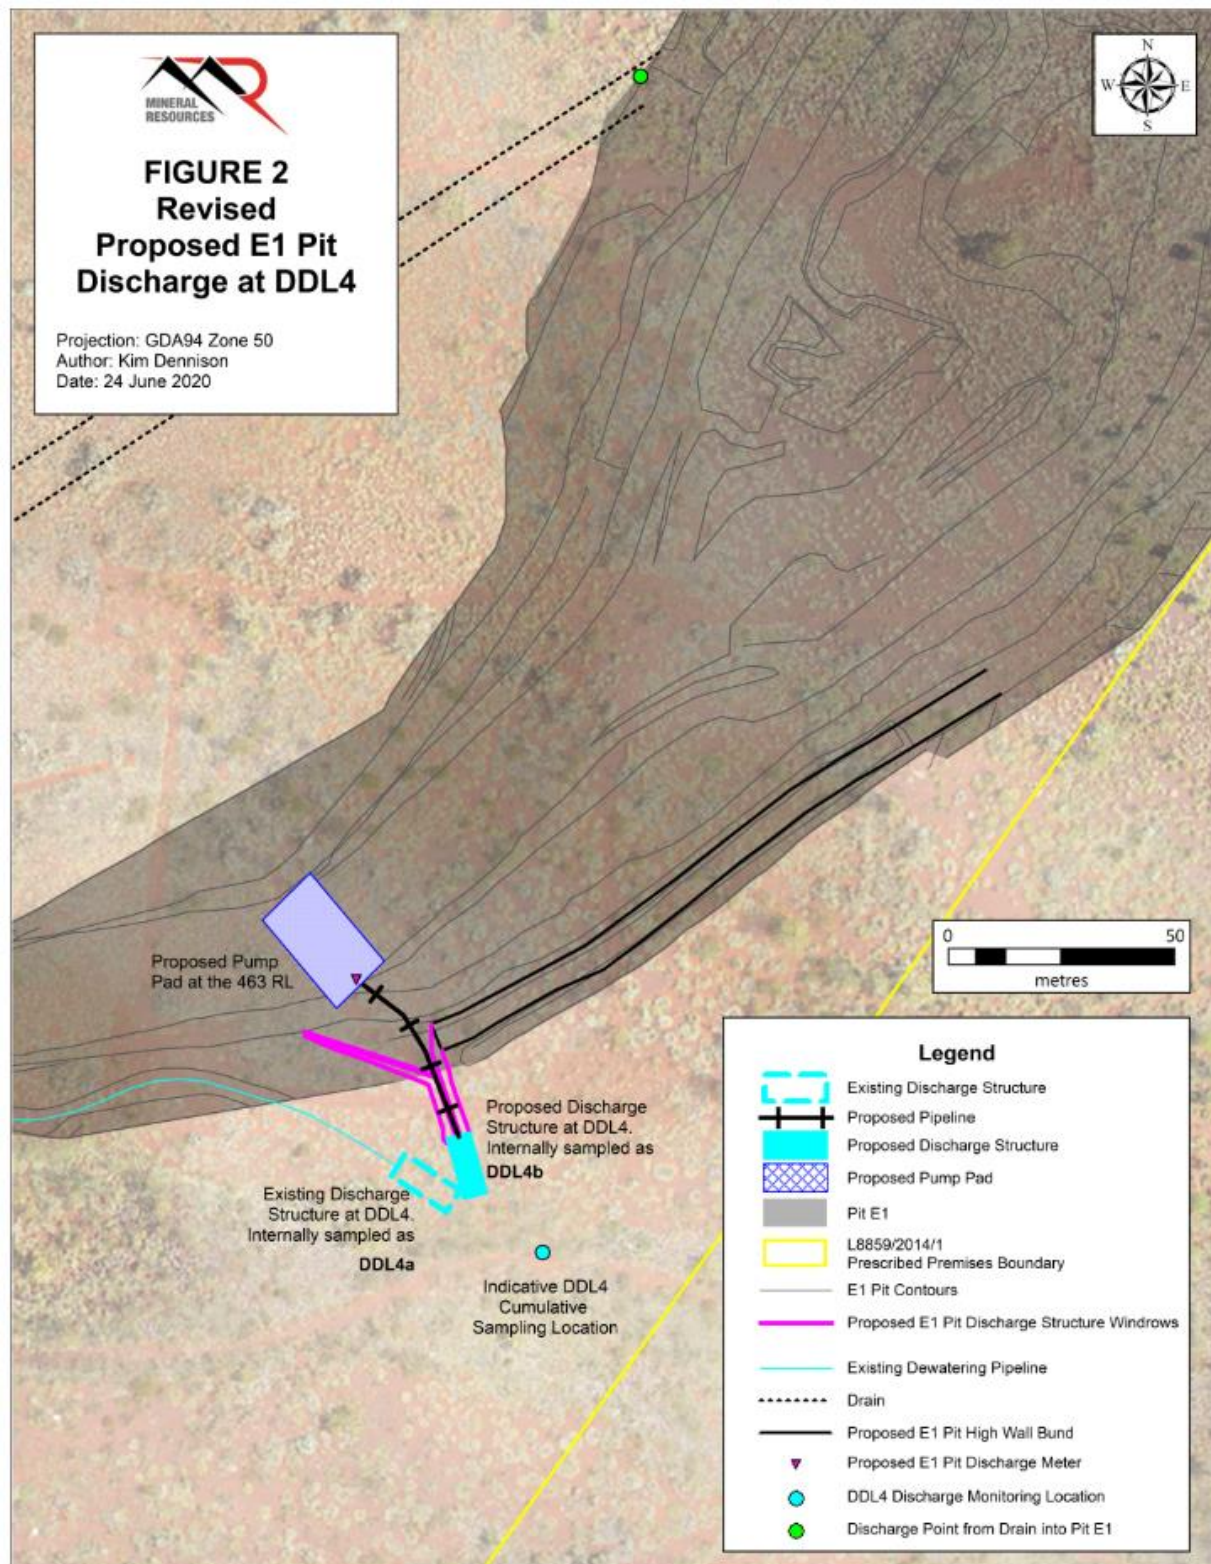 MINERAL
RESOURCES
FIGURE 2
Revised
Proposed E1 Pit
Discharge at DDL4
Projection: GDA94 Zone 50
Author: Kim Dennison
Date: 24 June 2020
N
W
E
S
Proposed Pump
Pad at the 463 RL
0
50
metres
Proposed Discharge
Structure at DDL4.
Internally sampled as
DDL4b
Existing Discharge
Structure at DDL4.
Internally sampled as
DDL4a
Indicative DDL4
Cumulative
Sampling Location
Legend
Existing Discharge Structure
Proposed Pipeline
Proposed Discharge Structure
Proposed Pump Pad
Pit E1
L8859/2014/1
Prescribed Premises Boundary
E1 Pit Contours
Proposed E1 Pit Discharge Structure Windrows
Existing Dewatering Pipeline
Drain
Proposed E1 Pit High Wall Bund
Proposed E1 Pit Discharge Meter
DDL4 Discharge Monitoring Location
Discharge Point from Drain into Pit E1